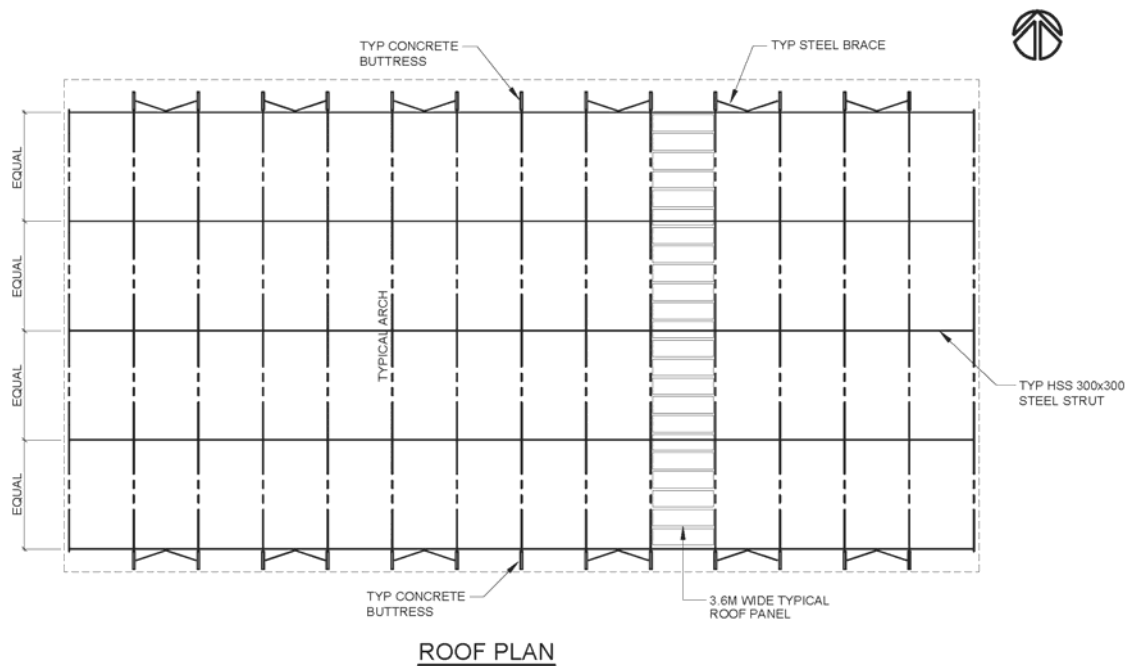 TYP CONCRETE
BUTTRESS
TYP STEEL BRACE
EQUAL
EQUAL
EQUAL
EQUAL
TYPICAL ARCH
TYP HSS 300x300
STEEL STRUT
TYP CONCRETE
BUTTRESS
3.6M WIDE TYPICAL
ROOF PANEL
ROOF PLAN